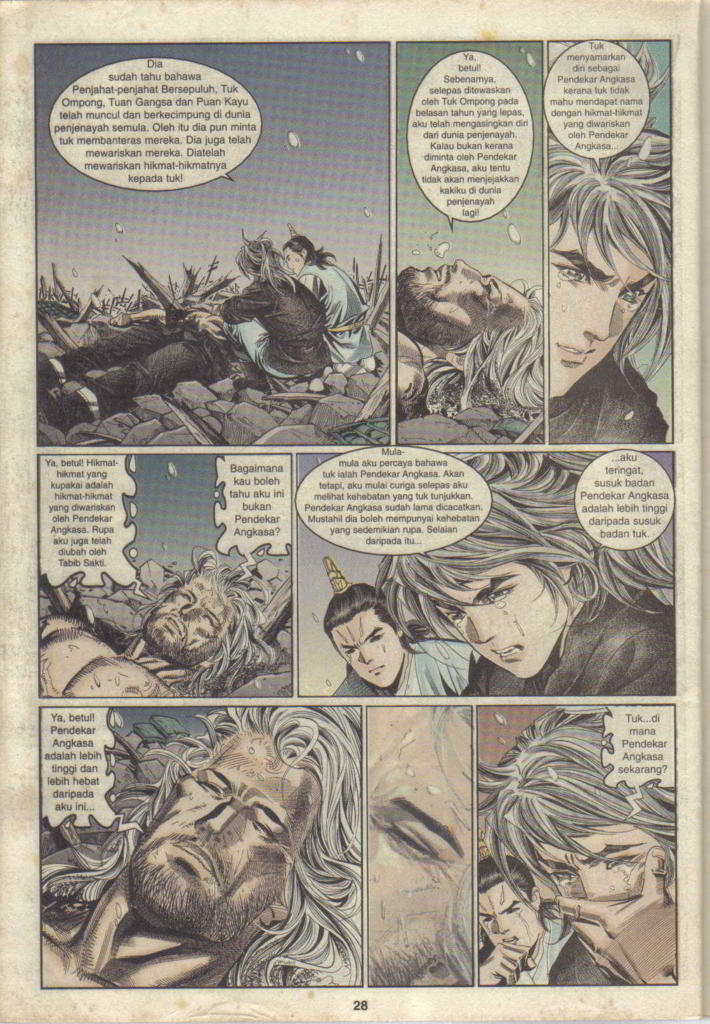 Dia
sudah tahu bahawa
Penjahat-penjahat Bersepuluh, Tuk
Ompong, Tuan Gangsa dan Puan Kayu
telah muncul dan berkecimpung di dunia
penjenayah semula. Oleh itu dia pun minta
tuk membanteras mereka. Dia juga telah
mewariskan mereka. Diatelah
mewariskan hikmat-hikmatnya
kepada tuk!
Ya,
betul!
Sebenarnya,
selepas ditewaskan
oleh Tuk Ompong pada
belasan tahun yang lepas,
aku telah mengasingkan diri
dari dunia penjenayah.
Kalau bukan kerana
diminta oleh Pendekar
Angkasa, aku tentu
tidak akan menjejakkan
kakiku di dunia
penjenayah
lagi!
Tuk
menyamarkan
diri sebagai
Pendekar Angkasa
kerana tuk tidak
mahu mendapat nama
dengan hikmat-hikmat
yang diwariskan
oleh Pendekar
Angkasa...
Ya, betul! Hikmat-
hikmat yang
kupakai adalah
hikmat-hikmat
yang diwariskan
oleh Pendekar
Angkasa. Rupa
aku juga telah
diubah oleh
Tabib Sakti.
Bagaimana
kau boleh
tahu aku ini
bukan
Pendekar
Angkasa?
Mula-
mula aku percaya bahawa
tuk ialah Pendekar Angkasa. Akan
tetapi, aku mulai curiga selepas aku
melihat kehebatan yang tuk tunjukkan.
Pendekar Angkasa sudah lama dicacatkan.
Mustahil dia boleh mempunyai kehebatan
yang sedemikian rupa. Selaian
daripada itu...
...aku
teringat,
susuk badan
Pendekar Angkasa
adalah lebih tinggi
daripada susuk
badan tuk.
Ya, betul!
Pendekar
Angkasa
adalah lebih
tinggi dan
lebih hebat
daripada
aku ini...
Tuk...di
mana
Pendekar
Angkasa
sekarang?
28